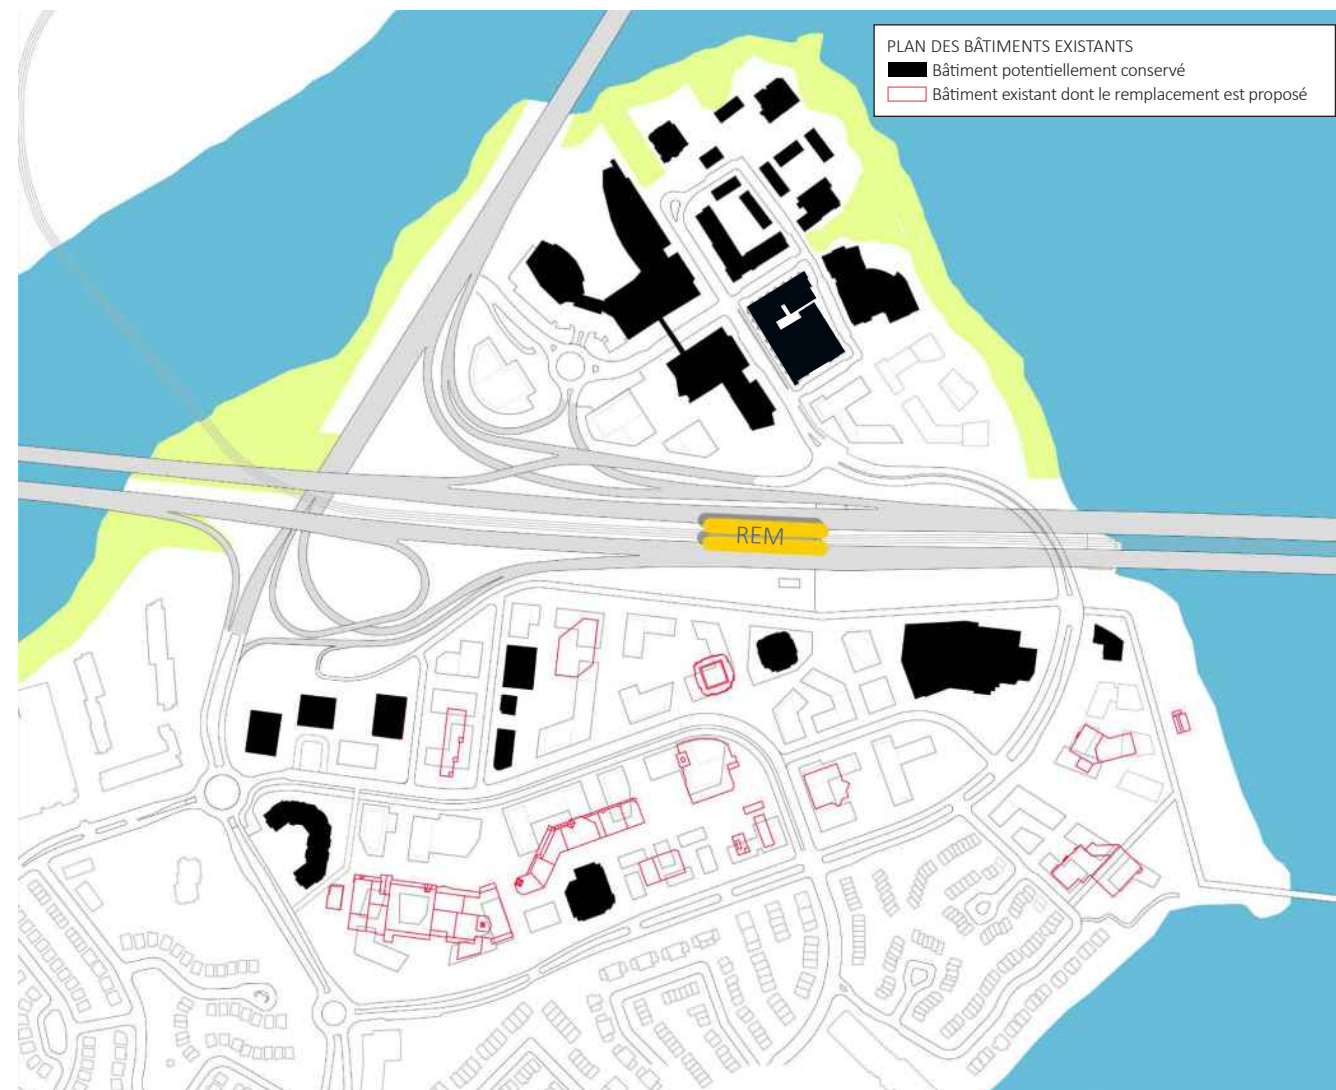 PLAN DES BÂTIMENTS EXISTANTS
Bâtiment potentiellement conservé
Bâtiment existant dont le remplacement est proposé
REM